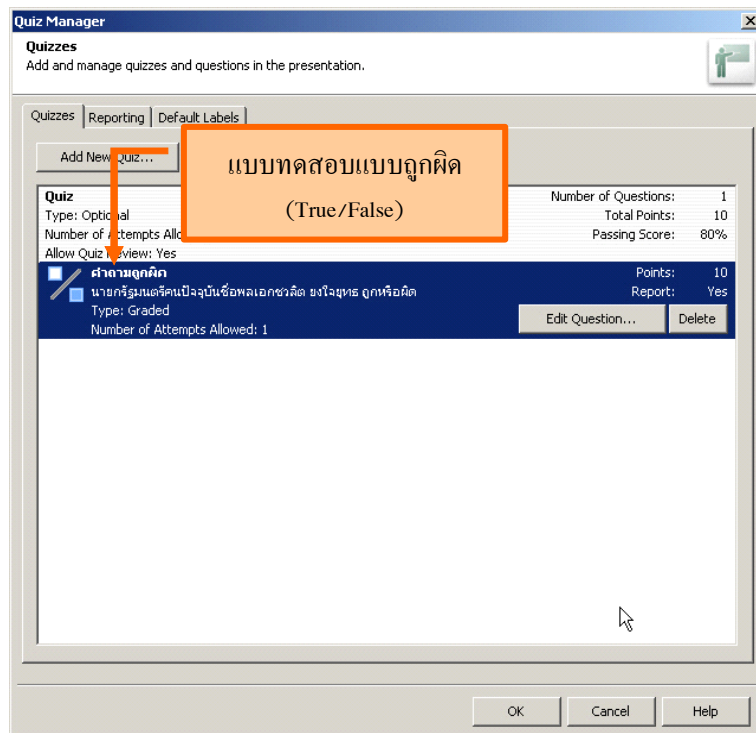 Quiz Manager
Quizzes
Add and manage quizzes and questions in the presentation.
Quizzes
Reporting
Default Labels
Add New Quiz...
แบบทดสอบแบบถูกผิด
(True/False)
Quiz
Number of Questions: 1
Type: Optional
Total Points: 10
Number of Attempts Allo
Passing Score: 80%
Allow Quiz Review: Yes
คำถามถูกผิด
Points: 10
นายกรัฐมนตรีคนปัจจุบันชื่อพลเอกชวลิต ยงใจยุทธ ถูกหรือผิด
Report: Yes
Type: Graded
Edit Question...
Delete
Number of Attempts Allowed: 1
OK
Cancel
Help